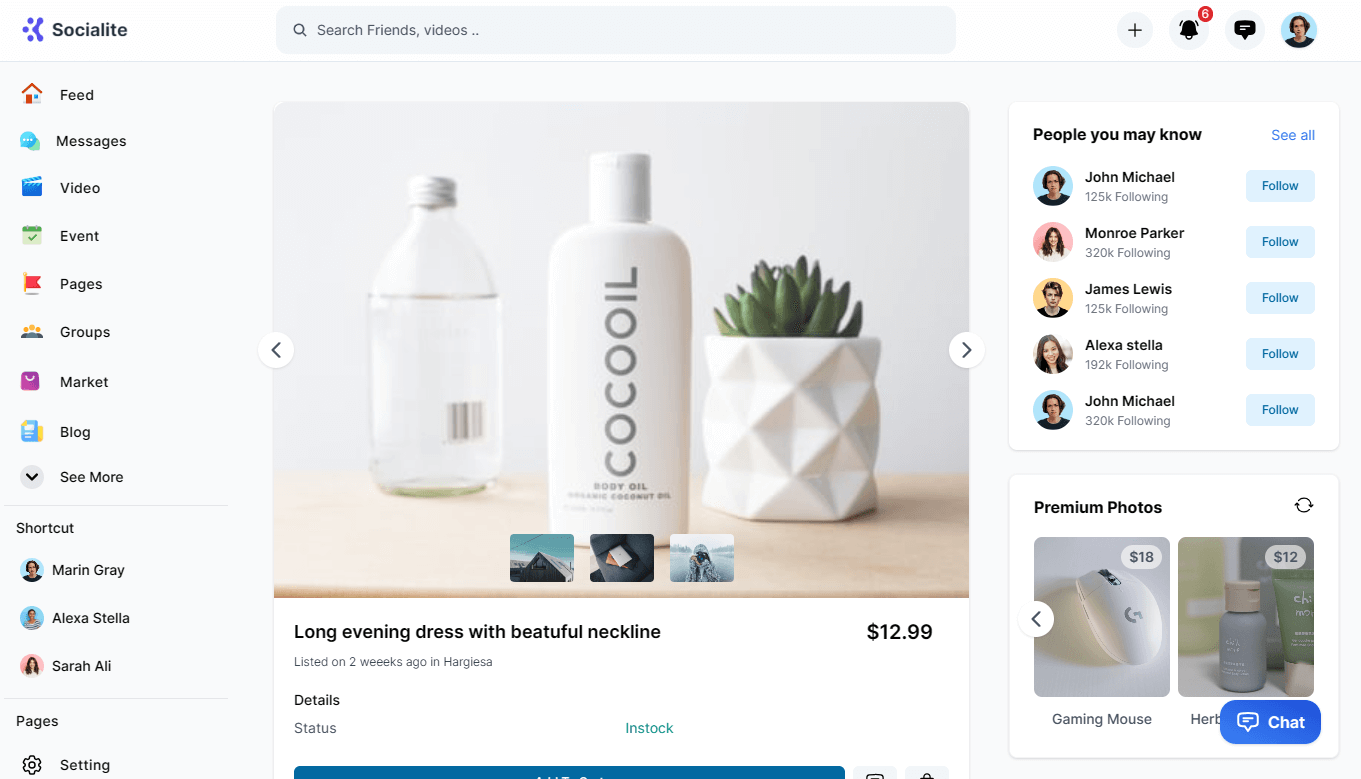 Socialite
Search Friends, videos ..
6
Feed
Messages
Video
Event
Pages
Groups
Market
Blog
See More
Shortcut
Marin Gray
Alexa Stella
Sarah Ali
Pages
Setting
COCOOIL
BODY OIL
ORGANIC COCONUT OIL
Long evening dress with beatuful neckline
$12.99
Listed on 2 weeeks ago in Hargiesa
Details
Status
Instock
People you may know
See all
John Michael
125k Following
Follow
Monroe Parker
320k Following
Follow
James Lewis
125k Following
Follow
Alexa stella
192k Following
Follow
John Michael
320k Following
Follow
Premium Photos
$18
$12
Gaming Mouse
Herb
Chat